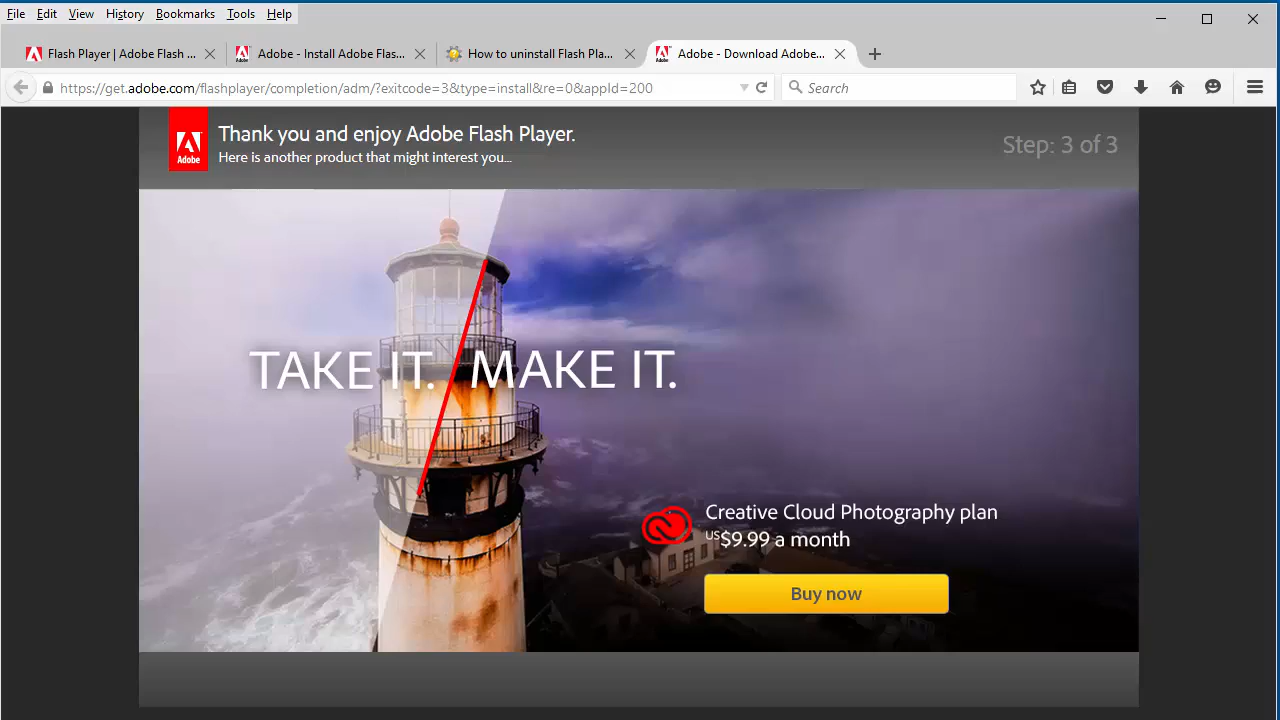 File Edit View History Bookmarks Tools Help
Flash Player | Adobe Flash ...
Adobe - Install Adobe Flas...
How to uninstall Flash Pla...
Adobe - Download Adobe...
https://get.adobe.com/flashplayer/completion/adm/?exitcode=3&type=install&re=0&appId=200
Search
Adobe
Thank you and enjoy Adobe Flash Player.
Here is another product that might interest you...
Step: 3 of 3
TAKE IT. MAKE IT.
Creative Cloud Photography plan
US$9.99 a month
Buy now